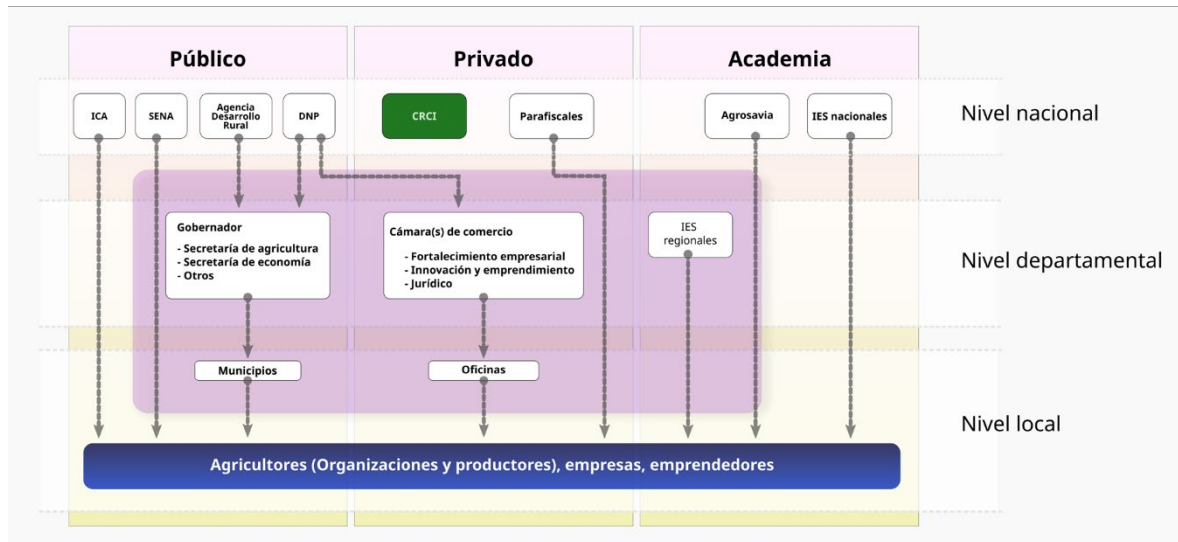 Público
Privado
Academia
ICA
SENA
Agencia
Desarrollo
Rural
DNP
CRCI
Parafiscales
Agrosavia
IES nacionales
Nivel nacional
Gobernador
- Secretaría de agricultura
- Secretaría de economía
- Otros
Cámara(s) de comercio
- Fortalecimiento empresarial
- Innovación y emprendimiento
- Jurídico
IES
regionales
Nivel departamental
Municipios
Oficinas
Nivel local
Agricultores (Organizaciones y productores), empresas, emprendedores